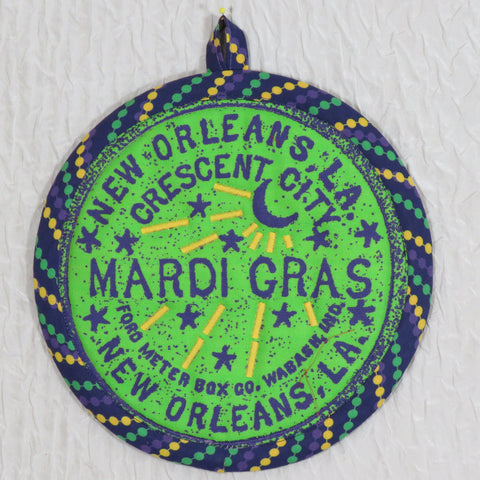 NEW ORLEANS, LA.
CRESCENT CITY
MARDI GRAS
FORD METER BOX CO. WABASH, IND.
NEW ORLEANS, LA.